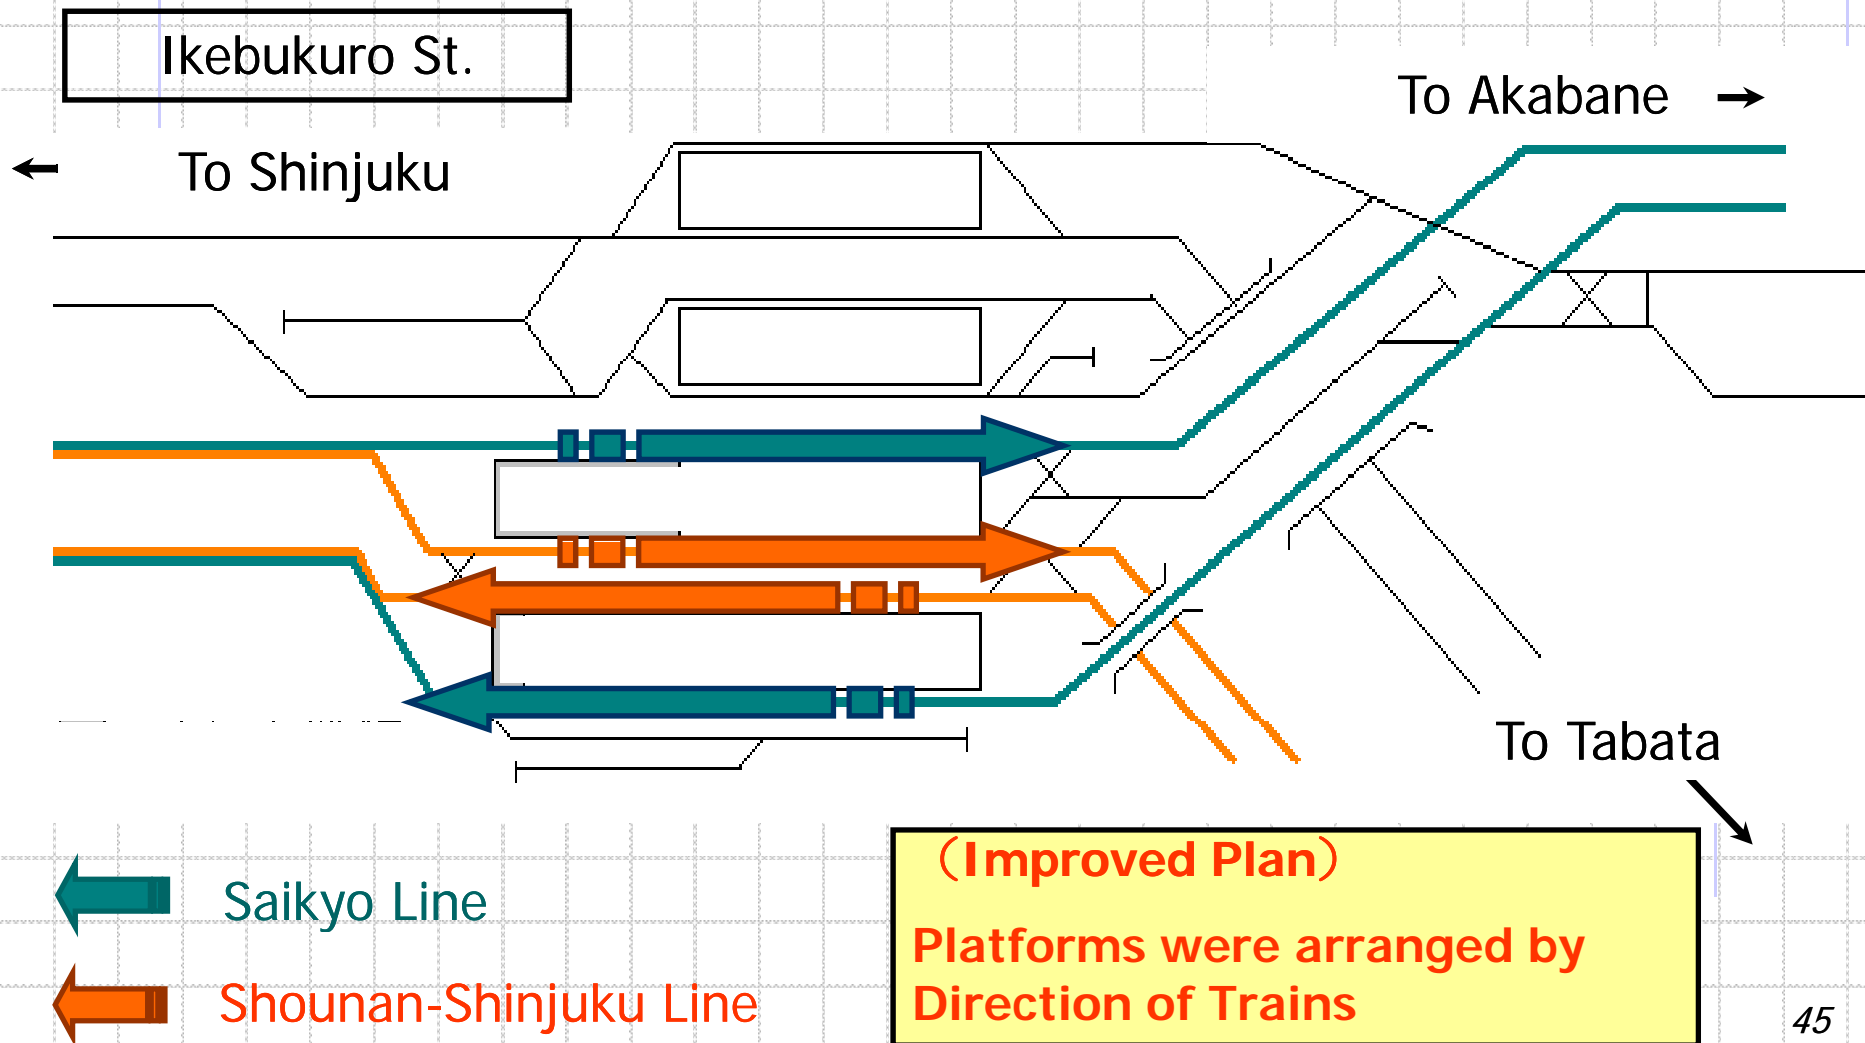 Ikebukuro St.
To Akabane
To Shinjuku
To Tabata
Saikyo Line
Shounan-Shinjuku Line
（Improved Plan）
Platforms were arranged by
Direction of Trains
45